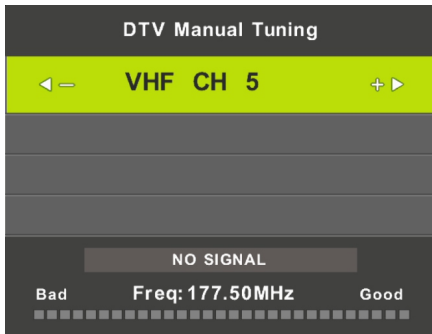 DTV Manual Tuning
– VHF CH 5 +
NO SIGNAL
Bad Freq:177.50MHz Good